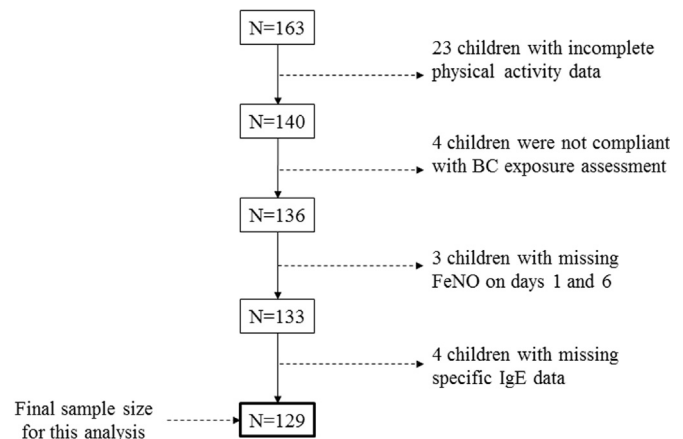 N=163
23 children with incomplete
physical activity data
N=140
4 children were not compliant
with BC exposure assessment
N=136
3 children with missing
FeNO on days 1 and 6
N=133
4 children with missing
specific IgE data
Final sample size
for this analysis
N=129